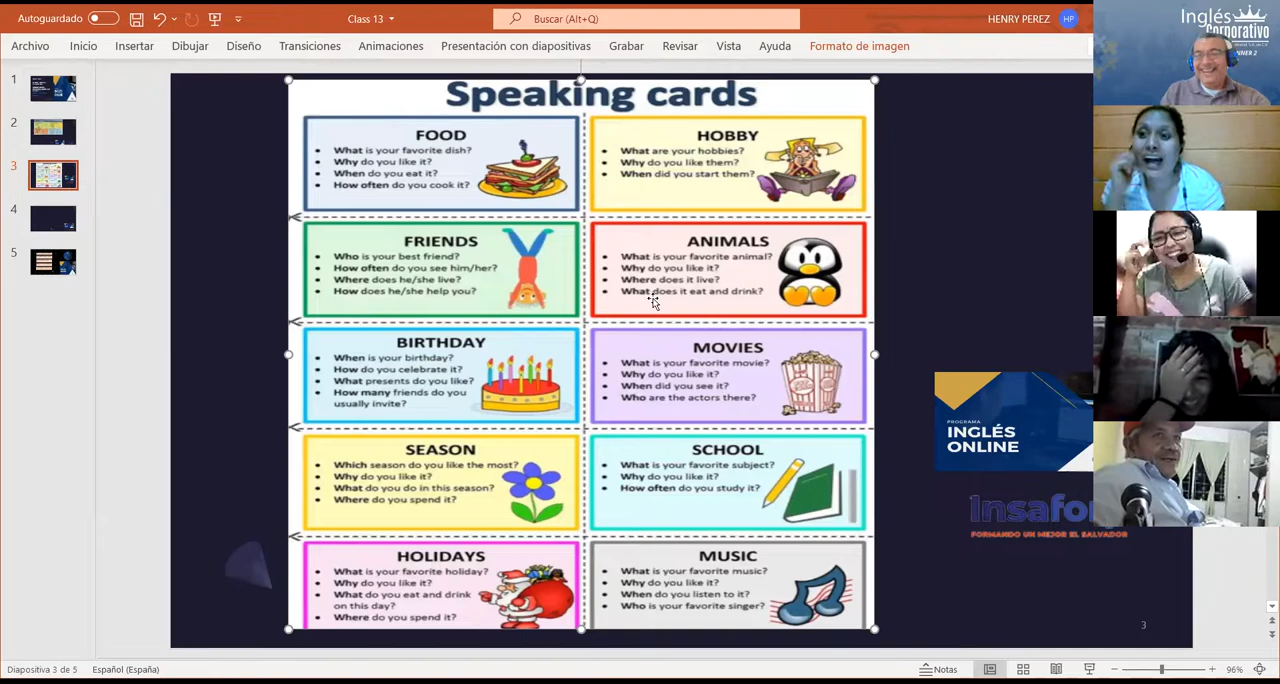 Autoguardado
Class 13
Buscar (Alt+Q)
HENRY PEREZ
HP
Archivo
Inicio
Insertar
Dibujar
Diseño
Transiciones
Animaciones
Presentación con diapositivas
Grabar
Revisar
Vista
Ayuda
Formato de imagen
Inglés
Corporativo
1
2
3
4
5
Speaking cards
FOOD
• What is your favorite dish?
• Why do you like it?
• When do you eat it?
• How often do you cook it?
HOBBY
• What are your hobbies?
• Why do you like them?
• When did you start them?
FRIENDS
• Who is your best friend?
• How often do you see him/her?
• Where does he/she live?
• How does he/she help you?
ANIMALS
• What is your favorite animal?
• Why do you like it?
• Where does it live?
• What does it eat and drink?
BIRTHDAY
• When is your birthday?
• How do you celebrate it?
• What presents do you like?
• How many friends do you
usually invite?
MOVIES
• What is your favorite movie?
• Why do you like it?
• When did you see it?
• Who are the actors there?
SEASON
• Which season do you like the most?
• Why do you like it?
• What do you do in this season?
• Where do you spend it?
SCHOOL
• What is your favorite subject?
• Why do you like it?
• How often do you study it?
HOLIDAYS
• What is your favorite holiday?
• Why do you like it?
• What do you eat and drink
on this day?
• Where do you spend it?
MUSIC
• What is your favorite music?
• Why do you like it?
• When do you listen to it?
• Who is your favorite singer?
PROGRAMA
INGLÉS
ONLINE
Insafo
FORMANDO UN MEJOR EL SALVADOR
3
Diapositiva 3 de 5
Español (España)
Notas
96%